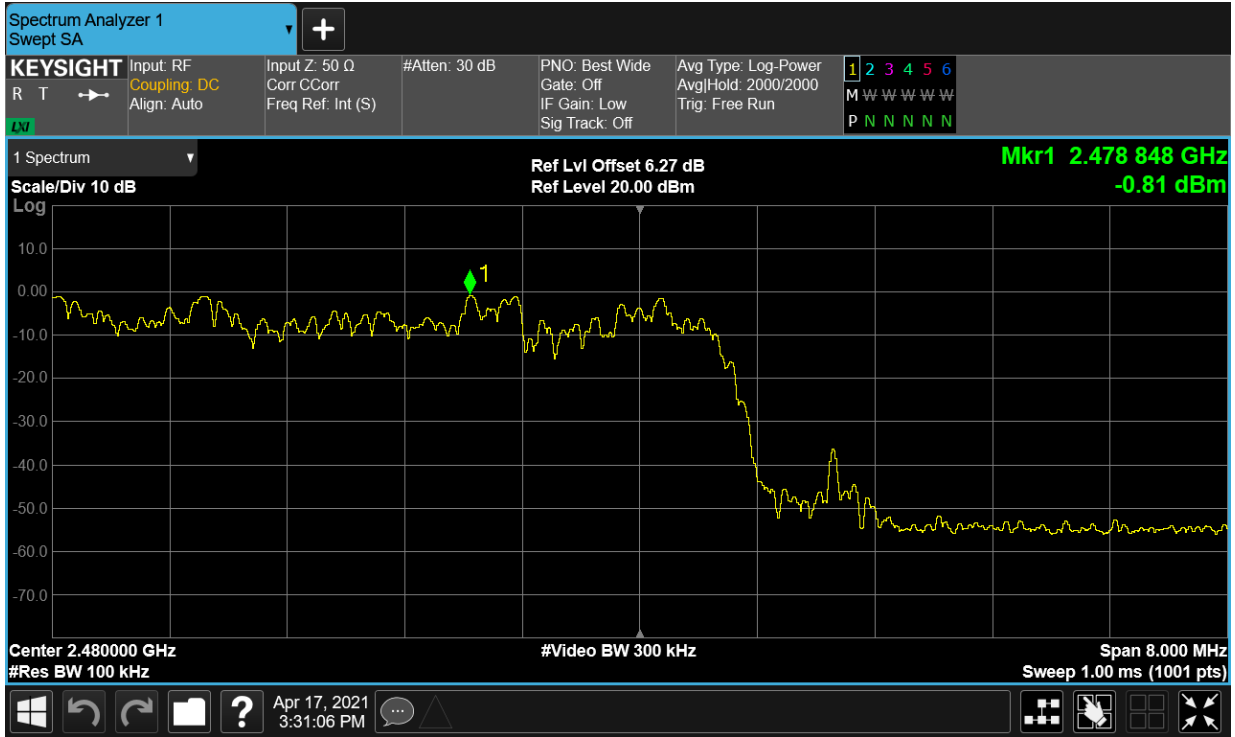 Spectrum Analyzer 1
Swept SA
KEYSIGHT
R T
LXI
Input: RF
Coupling: DC
Align: Auto
Input Z: 50 Ω
Corr CCorr
Freq Ref: Int (S)
#Atten: 30 dB
PNO: Best Wide
Gate: Off
IF Gain: Low
Sig Track: Off
Avg Type: Log-Power
Avg|Hold: 2000/2000
Trig: Free Run
1 2 3 4 5 6
M W W W W W
P N N N N N
1 Spectrum
Scale/Div 10 dB
Log
Ref Lvl Offset 6.27 dB
Ref Level 20.00 dBm
Mkr1 2.478 848 GHz
-0.81 dBm
10.0
0.00
-10.0
-20.0
-30.0
-40.0
-50.0
-60.0
-70.0
1
Center 2.480000 GHz
#Res BW 100 kHz
#Video BW 300 kHz
Span 8.000 MHz
Sweep 1.00 ms (1001 pts)
?
Apr 17, 2021
3:31:06 PM